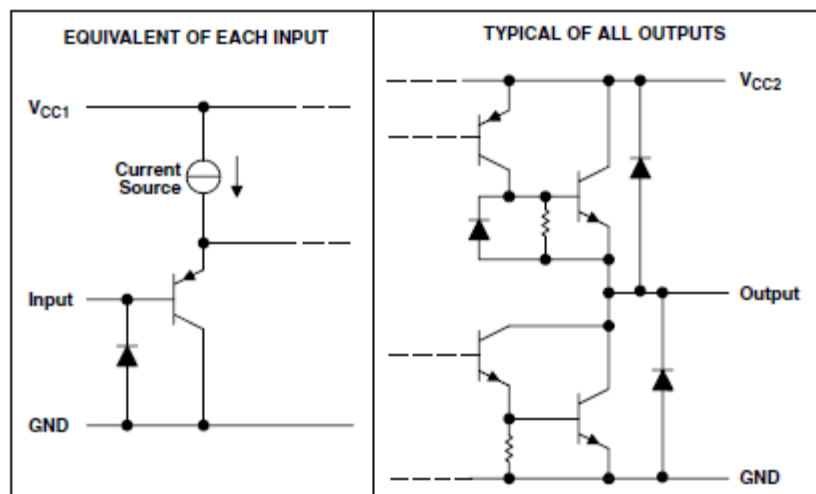 EQUIVALENT OF EACH INPUT
VCC1
Current
Source
Input
GND
TYPICAL OF ALL OUTPUTS
VCC2
Output
GND